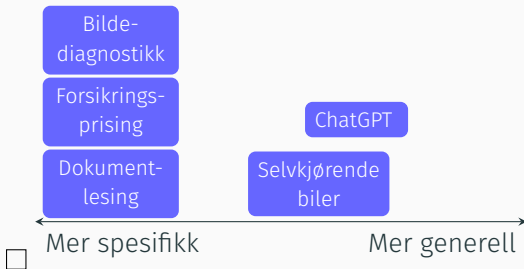 Bilde-
diagnostikk
Forsikrings-
prising
ChatGPT
Dokument-
lesing
Selvkjørende
biler
Mer spesifikk
Mer generell